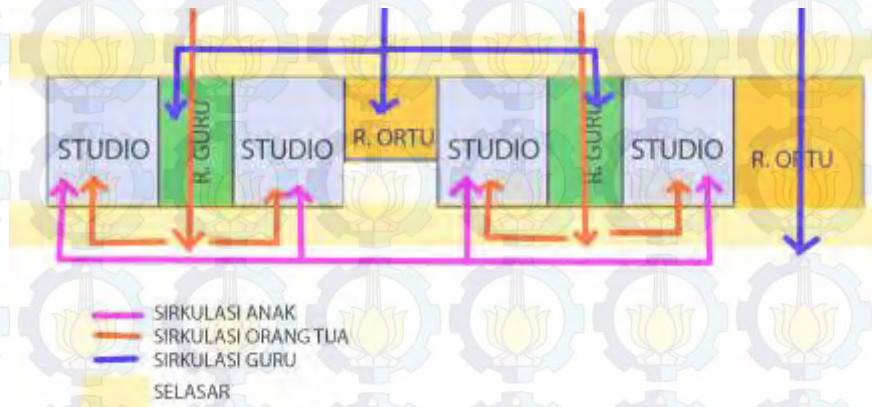 STUDIO
R. GURU
STUDIO
R. ORTU
STUDIO
R. GURU
STUDIO
R. ORTU
SIRKULASI ANAK
SIRKULASI ORANG TUA
SIRKULASI GURU
SELASAR